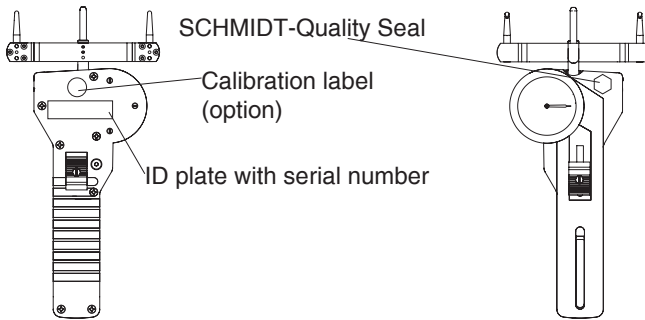 SCHMIDT-Quality Seal
Calibration label
(option)
ID plate with serial number